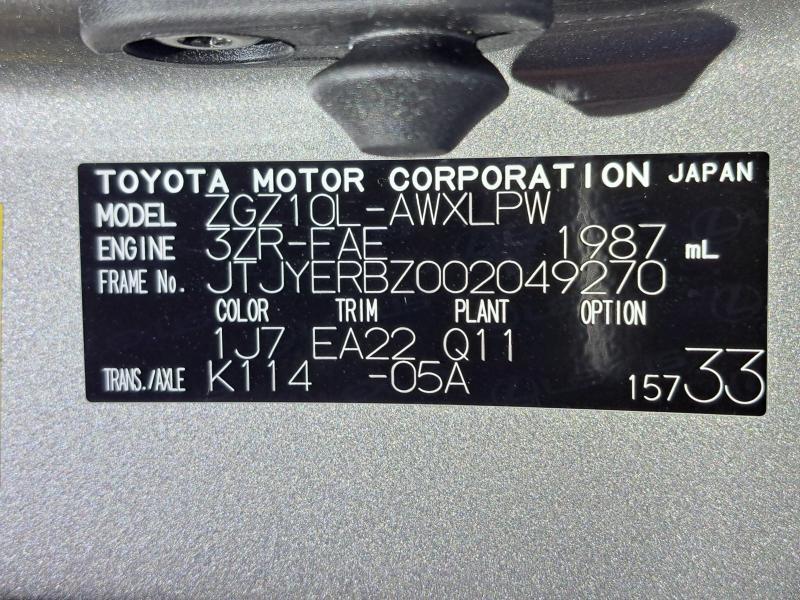 TOYOTA MOTOR CORPORATION JAPAN
MODEL ZGZ10L-AWXLPW
ENGINE 3ZR-FAE 1987 mL
FRAME No. JTJYERBZ002049270
COLOR TRIM PLANT OPTION
1J7 EA22 Q11
TRANS./AXLE K114 -05A 15733